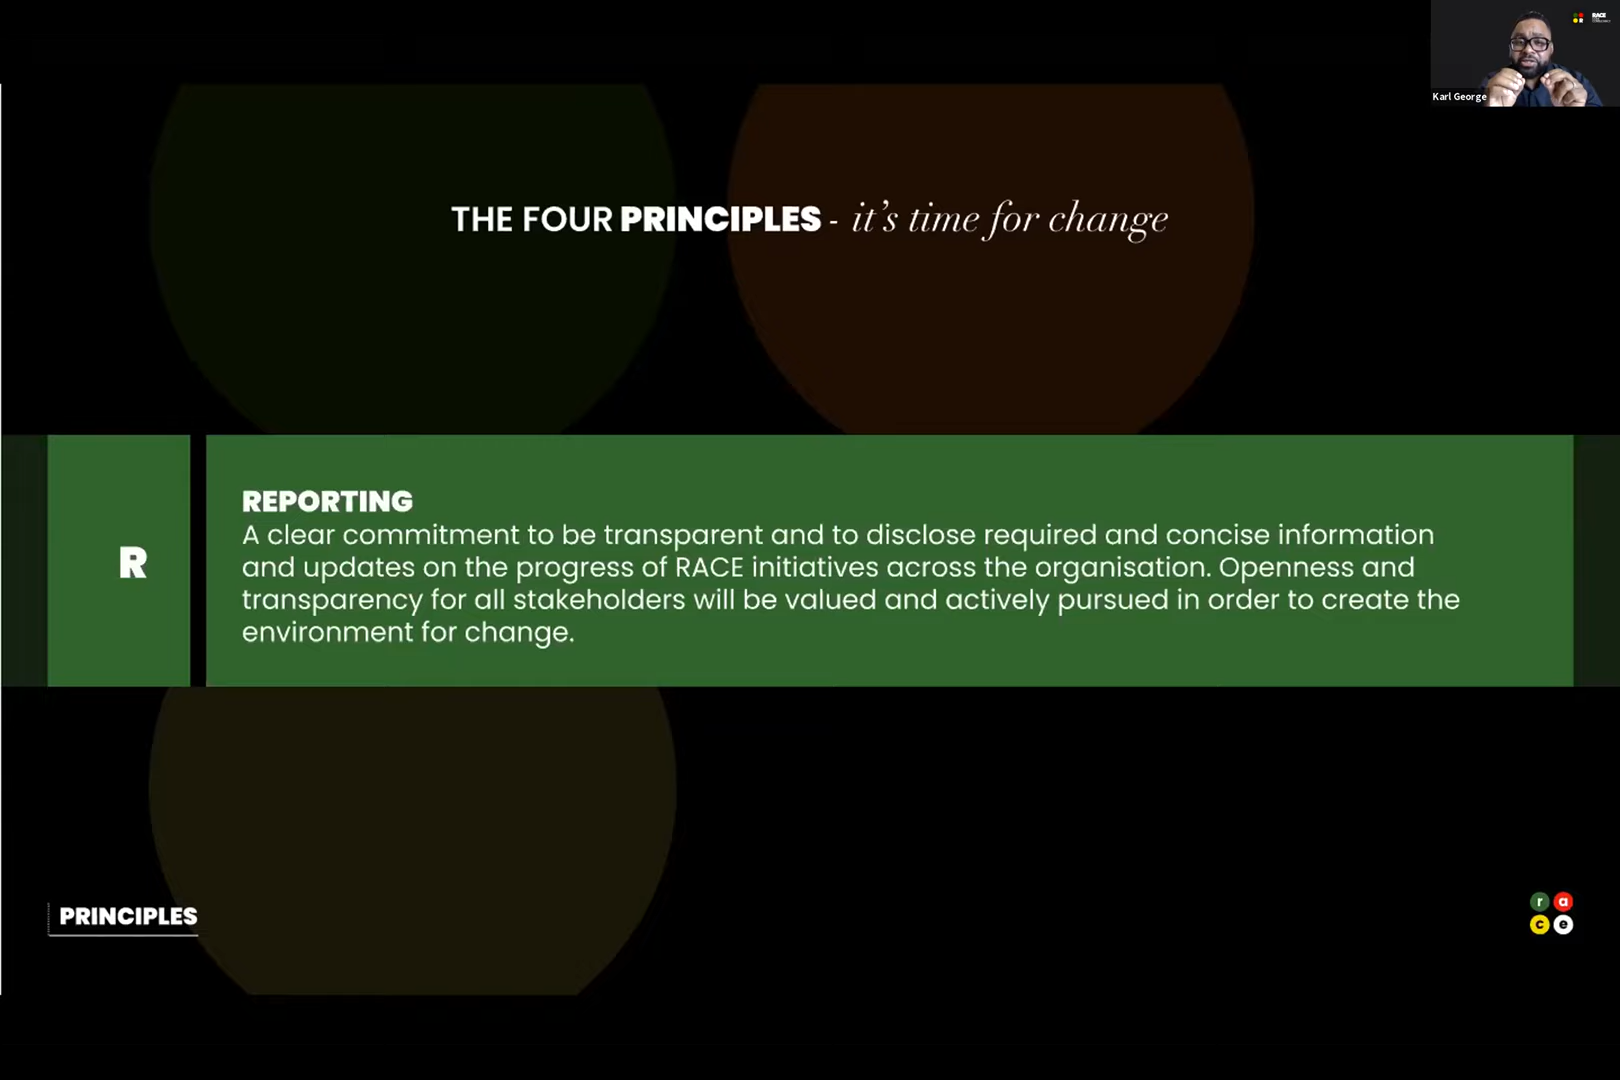 RACE
Karl George
THE FOUR PRINCIPLES - it's time for change
R
REPORTING
A clear commitment to be transparent and to disclose required and concise information
and updates on the progress of RACE initiatives across the organisation. Openness and
transparency for all stakeholders will be valued and actively pursued in order to create the
environment for change.
PRINCIPLES
r a
c e